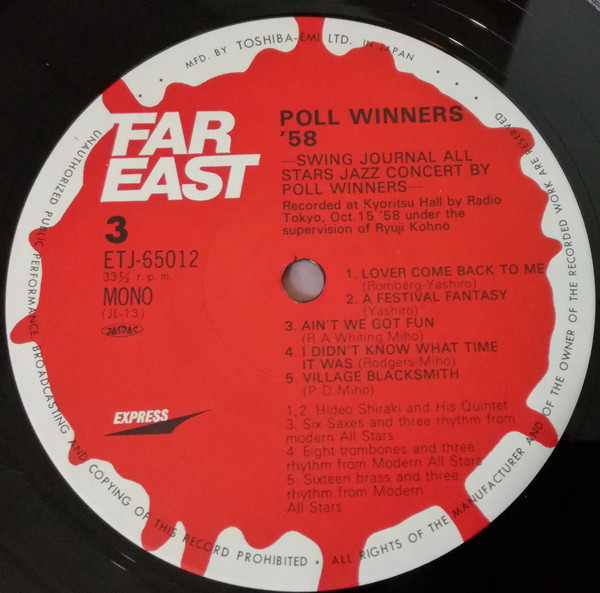 MFD. BY TOSHIBA-EMI LTD. IN JAPAN
FAR
EAST
3
ETJ-65012
33⅓ r.p.m.
MONO
(JL-13)
EXPRESS
POLL WINNERS
'58
—SWING JOURNAL ALL
STARS JAZZ CONCERT BY
POLL WINNERS—
Recorded at Kyoritsu Hall by Radio
Tokyo, Oct. 15 '58 under the
supervision of Ryuji Kohno
1. LOVER COME BACK TO ME
(Romberg-Yashiro)
2. A FESTIVAL FANTASY
(Yashiro)
3. AIN'T WE GOT FUN
(R.A. Whiting Miho)
4. I DIDN'T KNOW WHAT TIME
IT WAS (Rodgers-Miho)
5 VILLAGE BLACKSMITH
(P.D. Miho)
1, 2. Hideo Shiraki and His Quintet
3. Six Saxes and three rhythm from
modern All Stars
4. Eight trombones and three
rhythm from Modern All Stars
5. Sixteen brass and three
rhythm from Modern
All Stars
UNAUTHORIZED PUBLIC PERFORMANCE BROADCASTING AND COPYING OF THIS RECORD PROHIBITED • ALL RIGHTS OF THE MANUFACTURER AND OF THE OWNER OF THE RECORDED WORK ARE RESERVED